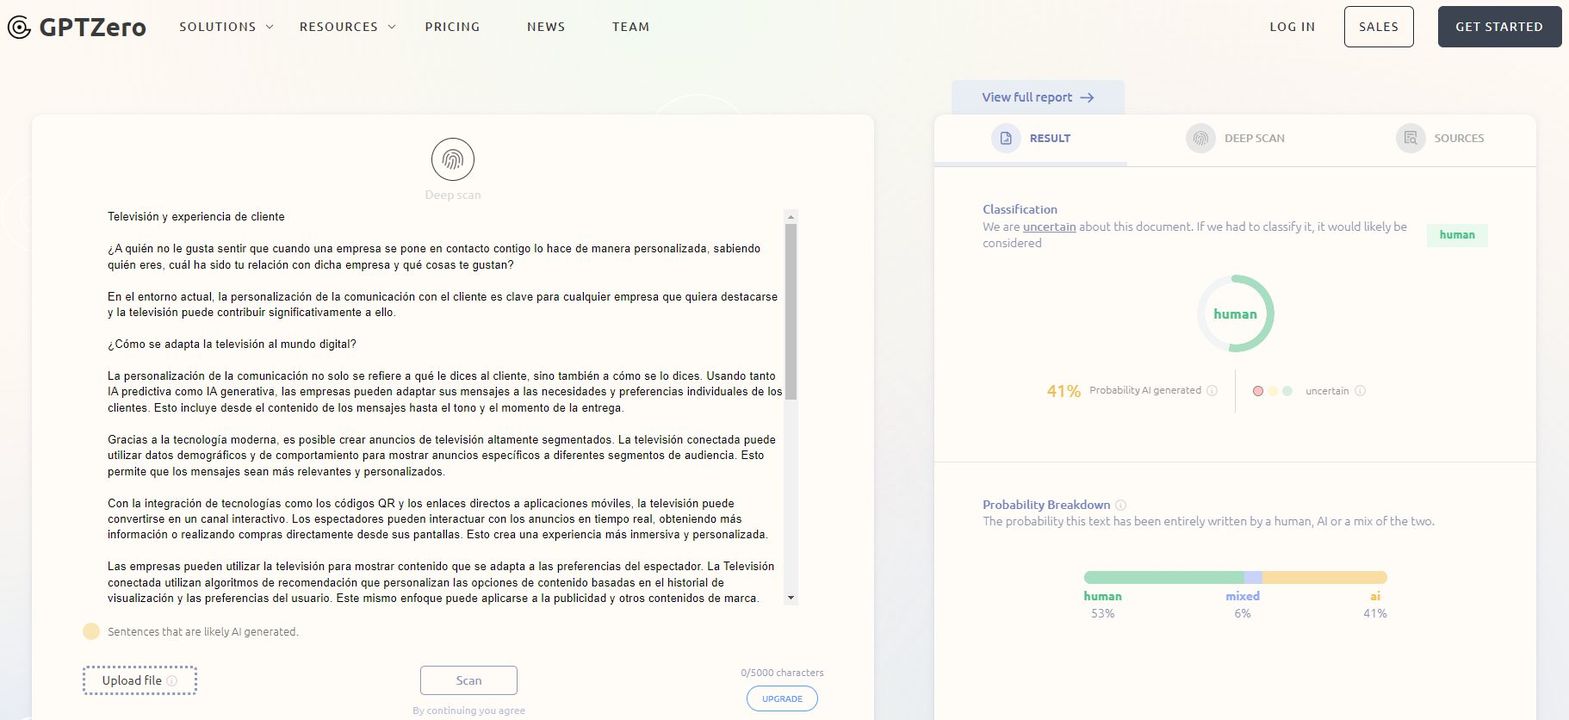 GPTZero
SOLUTIONS
RESOURCES
PRICING
NEWS
TEAM
LOG IN
SALES
GET STARTED
Deep scan
Televisión y experiencia de cliente
¿A quién no le gusta sentir que cuando una empresa se pone en contacto contigo lo hace de manera personalizada, sabiendo
quién eres, cuál ha sido tu relación con dicha empresa y qué cosas te gustan?
En el entorno actual, la personalización de la comunicación con el cliente es clave para cualquier empresa que quiera destacarse
y la televisión puede contribuir significativamente a ello.
¿Cómo se adapta la televisión al mundo digital?
La personalización de la comunicación no solo se refiere a qué le dices al cliente, sino también a cómo se lo dices. Usando tanto
IA predictiva como IA generativa, las empresas pueden adaptar sus mensajes a las necesidades y preferencias individuales de los
clientes. Esto incluye desde el contenido de los mensajes hasta el tono y el momento de la entrega.
Gracias a la tecnología moderna, es posible crear anuncios de televisión altamente segmentados. La televisión conectada puede
utilizar datos demográficos y de comportamiento para mostrar anuncios específicos a diferentes segmentos de audiencia. Esto
permite que los mensajes sean más relevantes y personalizados.
Con la integración de tecnologías como los códigos QR y los enlaces directos a aplicaciones móviles, la televisión puede
convertirse en un canal interactivo. Los espectadores pueden interactuar con los anuncios en tiempo real, obteniendo más
información o realizando compras directamente desde sus pantallas. Esto crea una experiencia más inmersiva y personalizada.
Las empresas pueden utilizar la televisión para mostrar contenido que se adapta a las preferencias del espectador. La Televisión
conectada utilizan algoritmos de recomendación que personalizan las opciones de contenido basadas en el historial de
visualización y las preferencias del usuario. Este mismo enfoque puede aplicarse a la publicidad y otros contenidos de marca.
Sentences that are likely AI generated.
Upload file
Scan
0/5000 characters
UPGRADE
By continuing you agree
View full report
RESULT
DEEP SCAN
SOURCES
Classification
We are uncertain about this document. If we had to classify it, it would likely be
considered
human
human
41% Probability AI generated
uncertain
Probability Breakdown
The probability this text has been entirely written by a human, AI or a mix of the two.
human
mixed
ai
53%
6%
41%